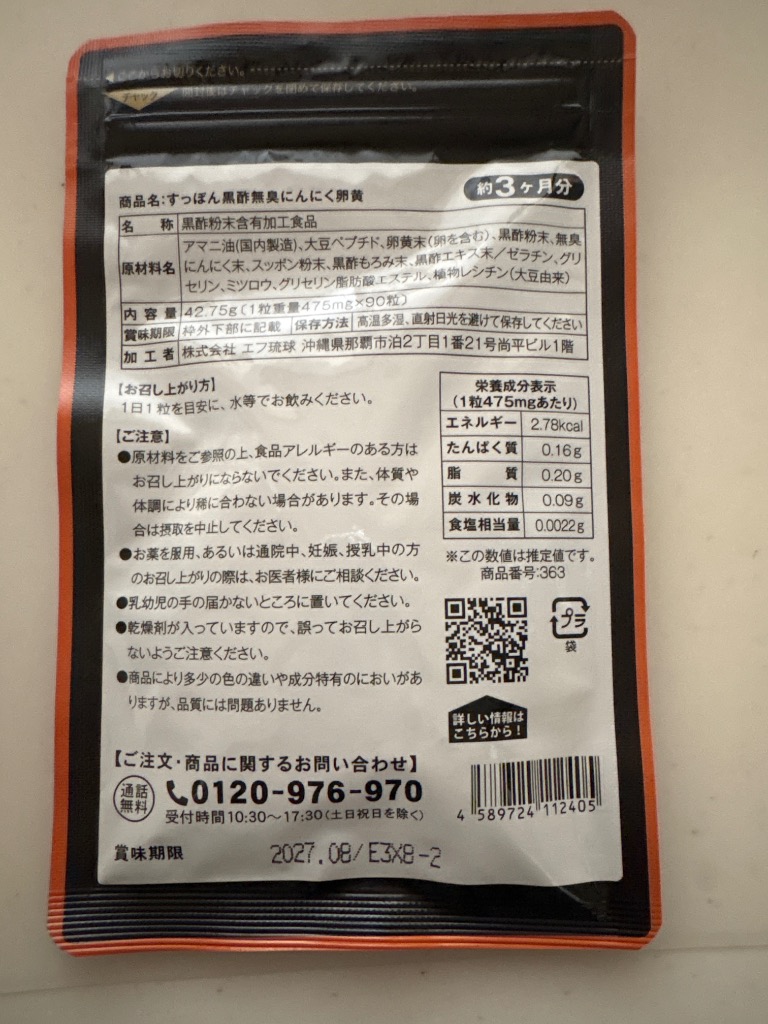 ◀ここからお切りください。
チャック
開封後はチャックを閉めて保存してください。
商品名:すっぽん黒酢無臭にんにく卵黄
約3ヶ月分
名 称 黒酢粉末含有加工食品
原材料名 アマニ油(国内製造)、大豆ペプチド、卵黄末(卵を含む)、黒酢粉末、無臭
にんにく末、スッポン粉末、黒酢もろみ末、黒酢エキス末/ゼラチン、グリ
セリン、ミツロウ、グリセリン脂肪酸エステル、植物レシチン(大豆由来)
内容量 42.75g(1粒重量475mg×90粒)
賞味期限 枠外下部に記載 保存方法 高温多湿、直射日光を避けて保存してください
加工者 株式会社 エフ琉球 沖縄県那覇市泊2丁目1番21号尚平ビル1階
【お召し上がり方】
1日1粒を目安に、水等でお飲みください。
【ご注意】
●原材料をご参照の上、食品アレルギーのある方は
お召し上がりにならないでください。また、体質や
体調により稀に合わない場合があります。その場
合は摂取を中止してください。
●お薬を服用、あるいは通院中、妊娠、授乳中の方
のお召し上がりの際は、お医者様にご相談ください。
●乳幼児の手の届かないところに置いてください。
●乾燥剤が入っていますので、誤ってお召し上がら
ないようご注意ください。
●商品により多少の色の違いや成分特有のにおいがあ
りますが、品質には問題ありません。
栄養成分表示
(1粒475mgあたり)
エネルギー 2.78kcal
たんぱく質 0.16g
脂 質 0.20g
炭水化物 0.09g
食塩相当量 0.0022g
※この数値は推定値です。
商品番号:363
プラ
袋
詳しい情報は
こちらから!
【ご注文・商品に関するお問い合わせ】
通話
無料
0120-976-970
受付時間10:30〜17:30(土日祝日を除く)
4 589724 112405
賞味期限 2027.08/E3X8-2